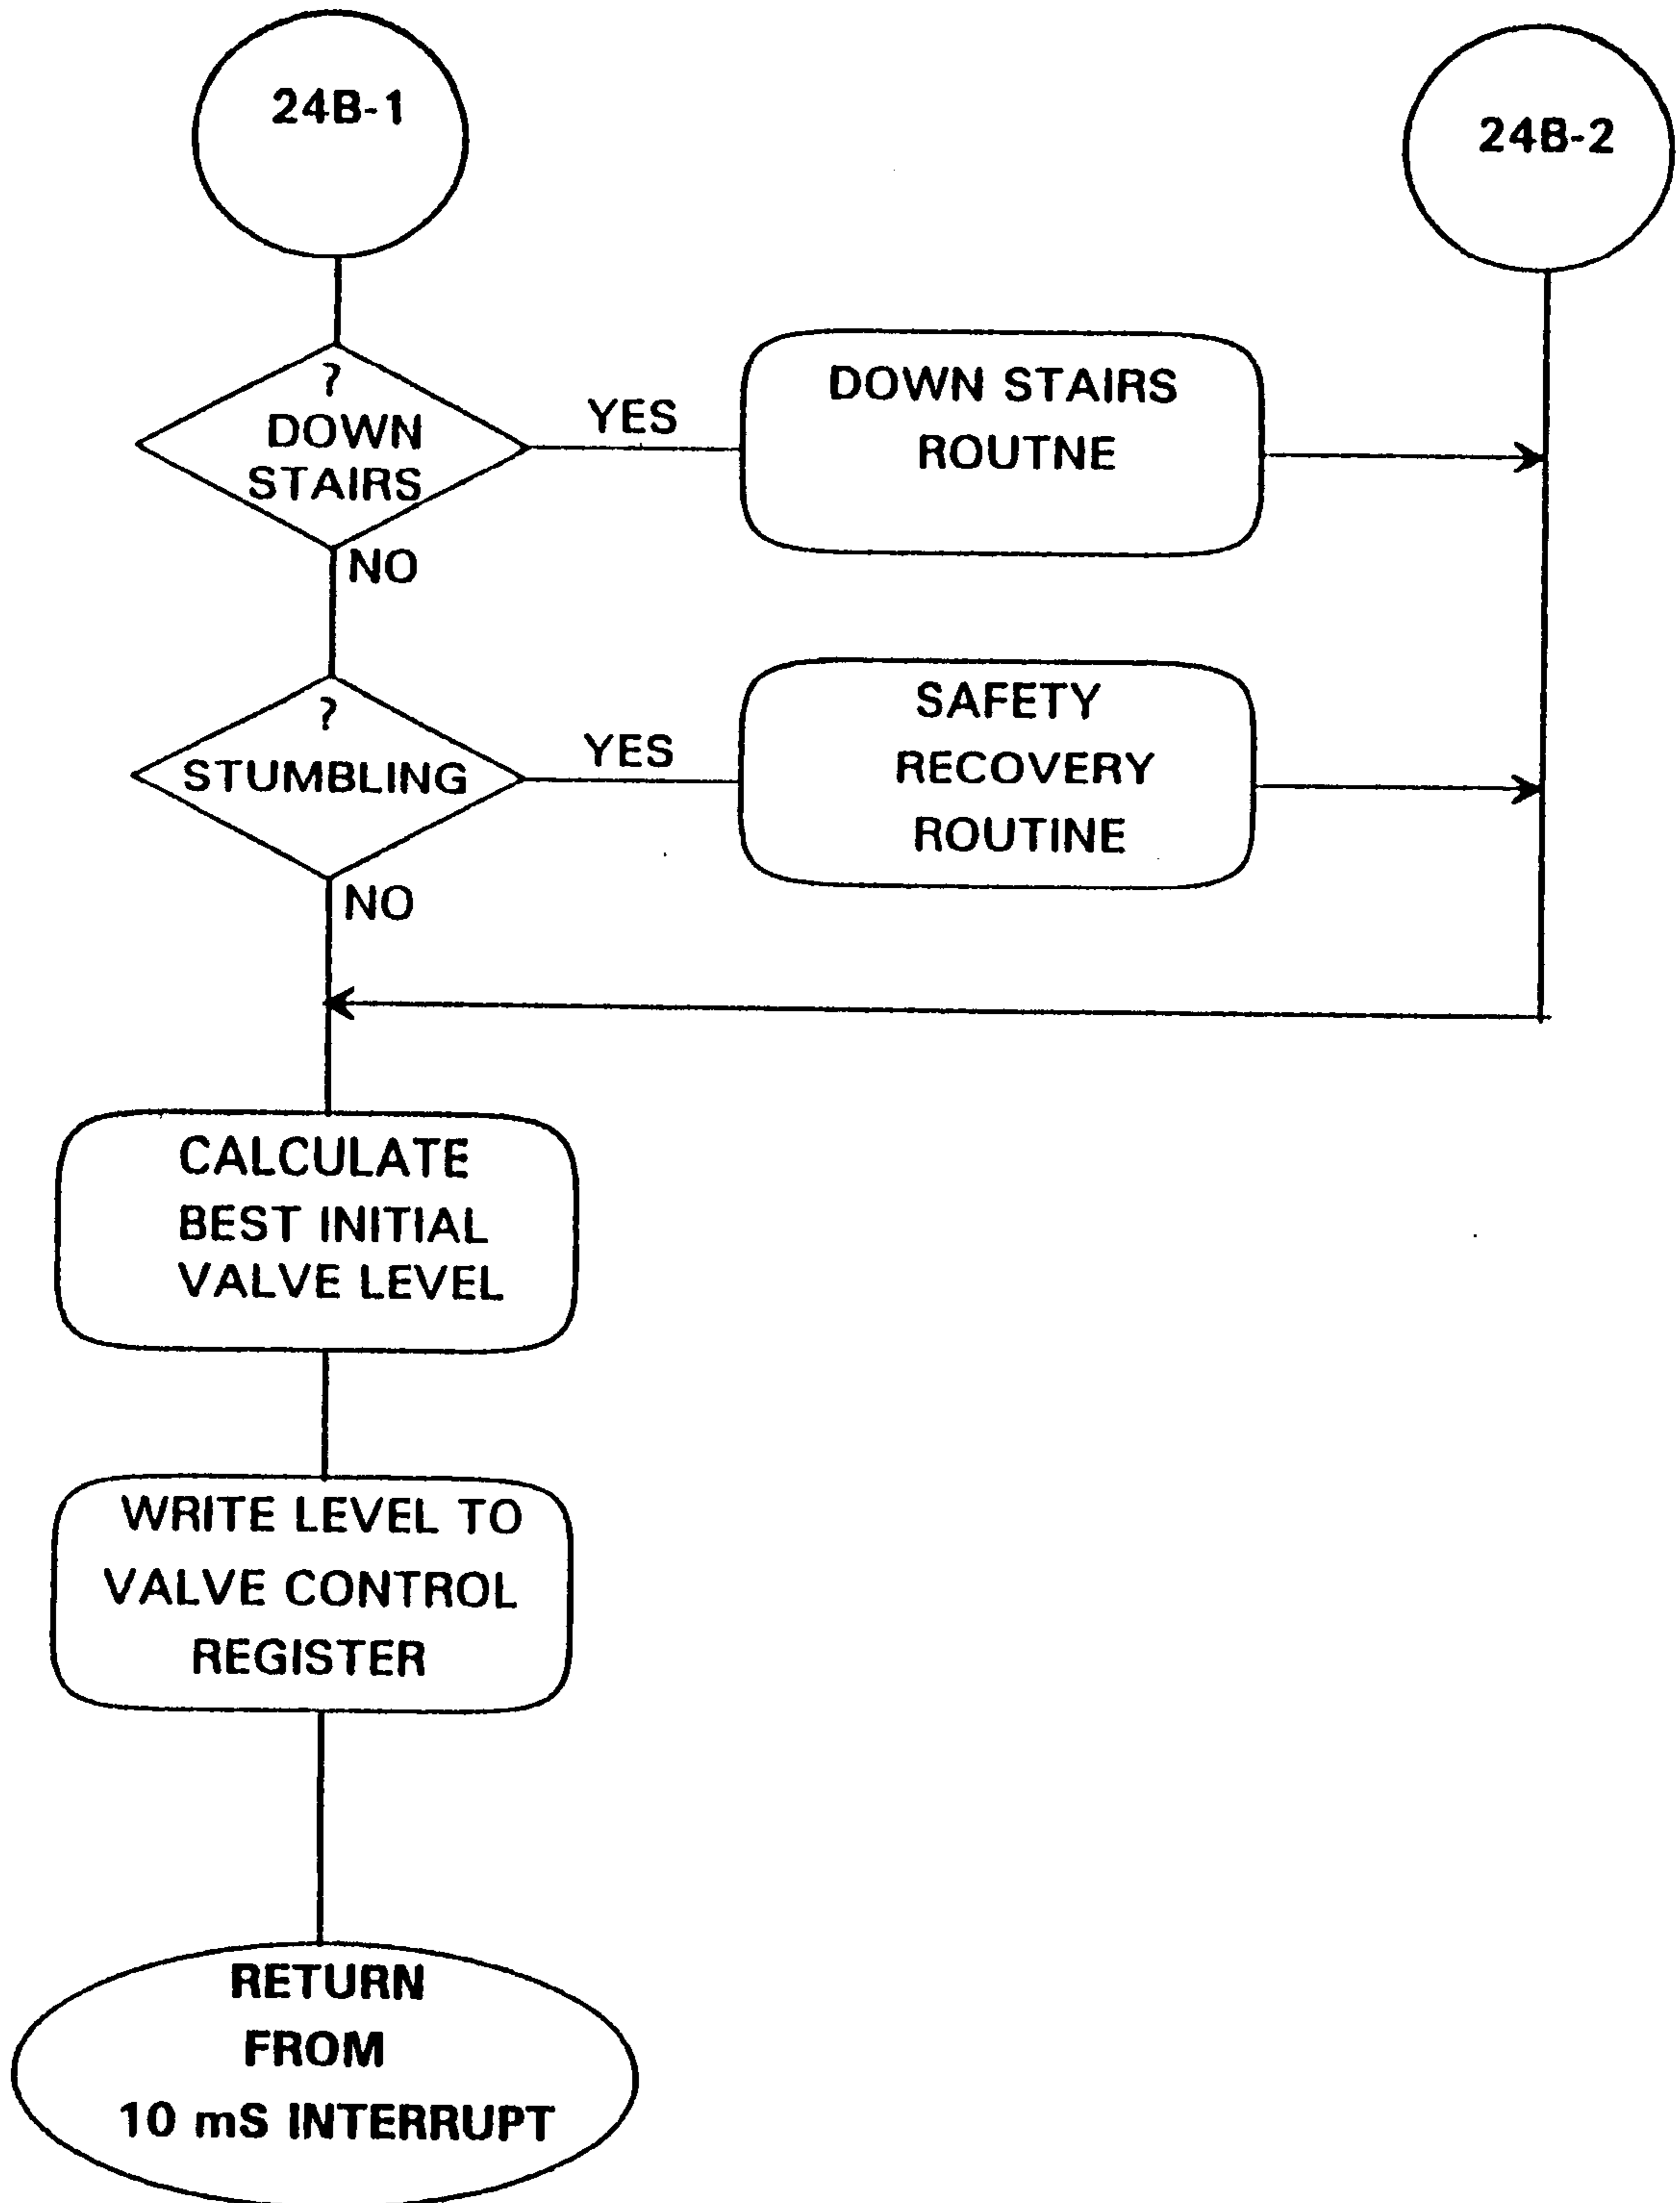 24B-1
24B-2
?
DOWN
STAIRS
YES
DOWN STAIRS
ROUTNE
NO
?
STUMBLING
YES
SAFETY
RECOVERY
ROUTINE
NO
CALCULATE
BEST INITIAL
VALVE LEVEL
WRITE LEVEL TO
VALVE CONTROL
REGISTER
RETURN
FROM
10 mS INTERRUPT